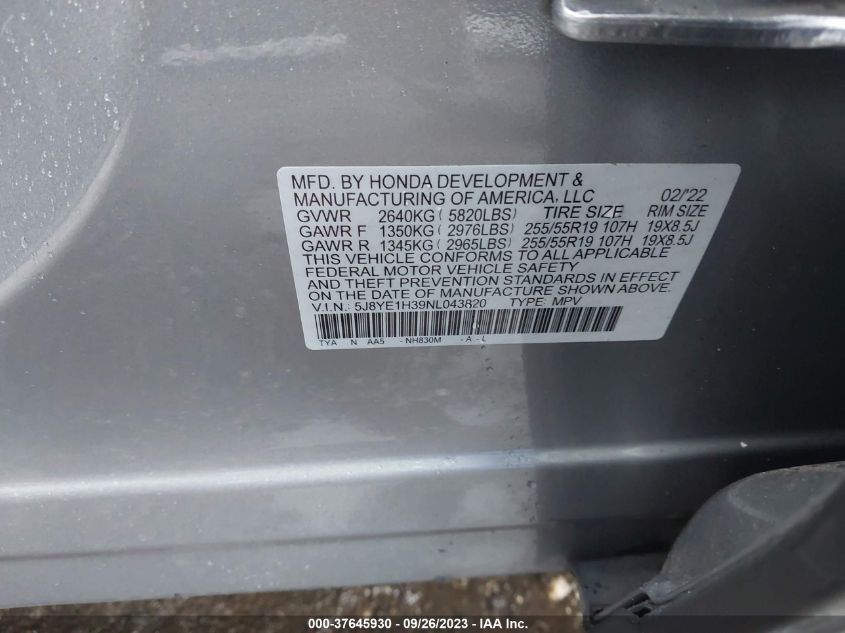 MFD. BY HONDA DEVELOPMENT &
MANUFACTURING OF AMERICA, LLC 02/'22
GVWR 2640KG ( 5820LBS) TIRE SIZE RIM SIZE
GAWR F 1350KG ( 2976LBS) 255/55R19 107H 19X8.5J
GAWR R 1345KG ( 2965LBS) 255/55R19 107H 19X8.5J
THIS VEHICLE CONFORMS TO ALL APPLICABLE
FEDERAL MOTOR VEHICLE SAFETY
AND THEFT PREVENTION STANDARDS IN EFFECT
ON THE DATE OF MANUFACTURE SHOWN ABOVE.
V.I.N.: 5J8YE1H39NL043820 TYPE: MPV
TYA N AA5 - NH830M - A - L
000-37645930 - 09/26/2023 - IAA Inc.